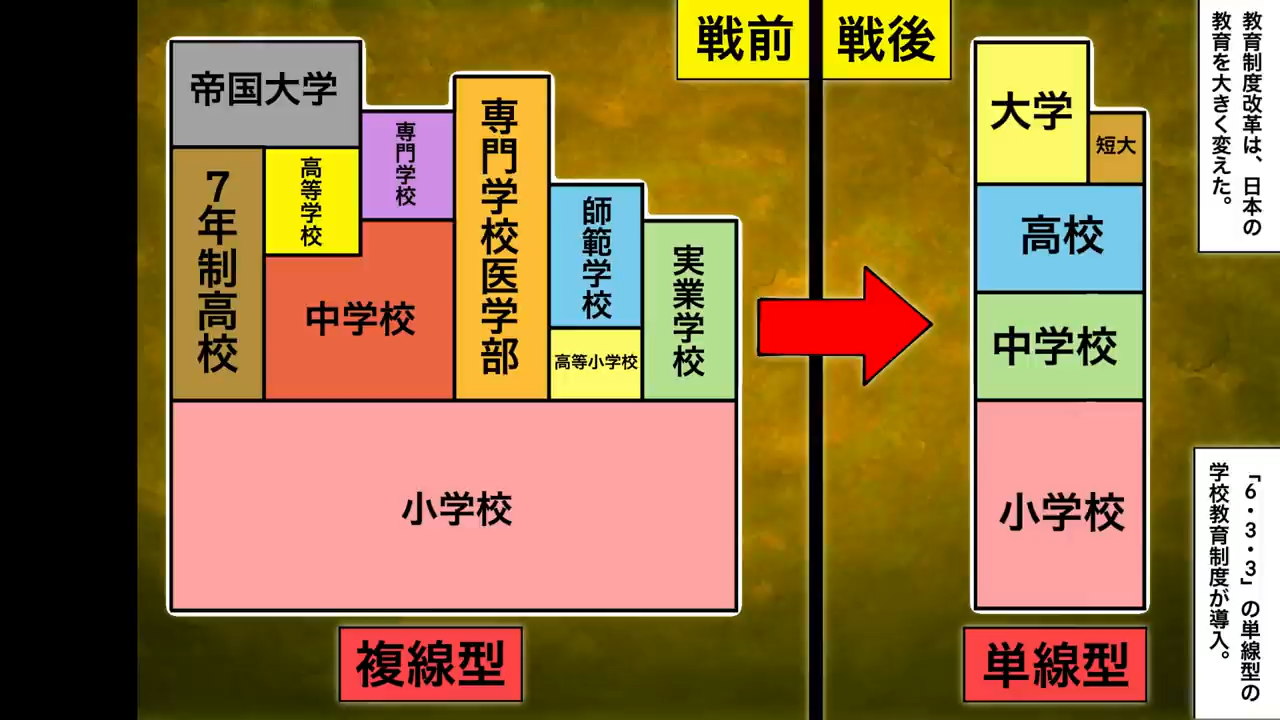 戦前
戦後
帝国大学
7年制高校
高等学校
専門学校
中学校
専門学校医学部
師範学校
高等小学校
実業学校
小学校
複線型
大学
短大
高校
中学校
小学校
単線型
教育制度改革は、日本の
教育を大きく変えた。
「6・3・3」の単線型の
学校教育制度が導入。